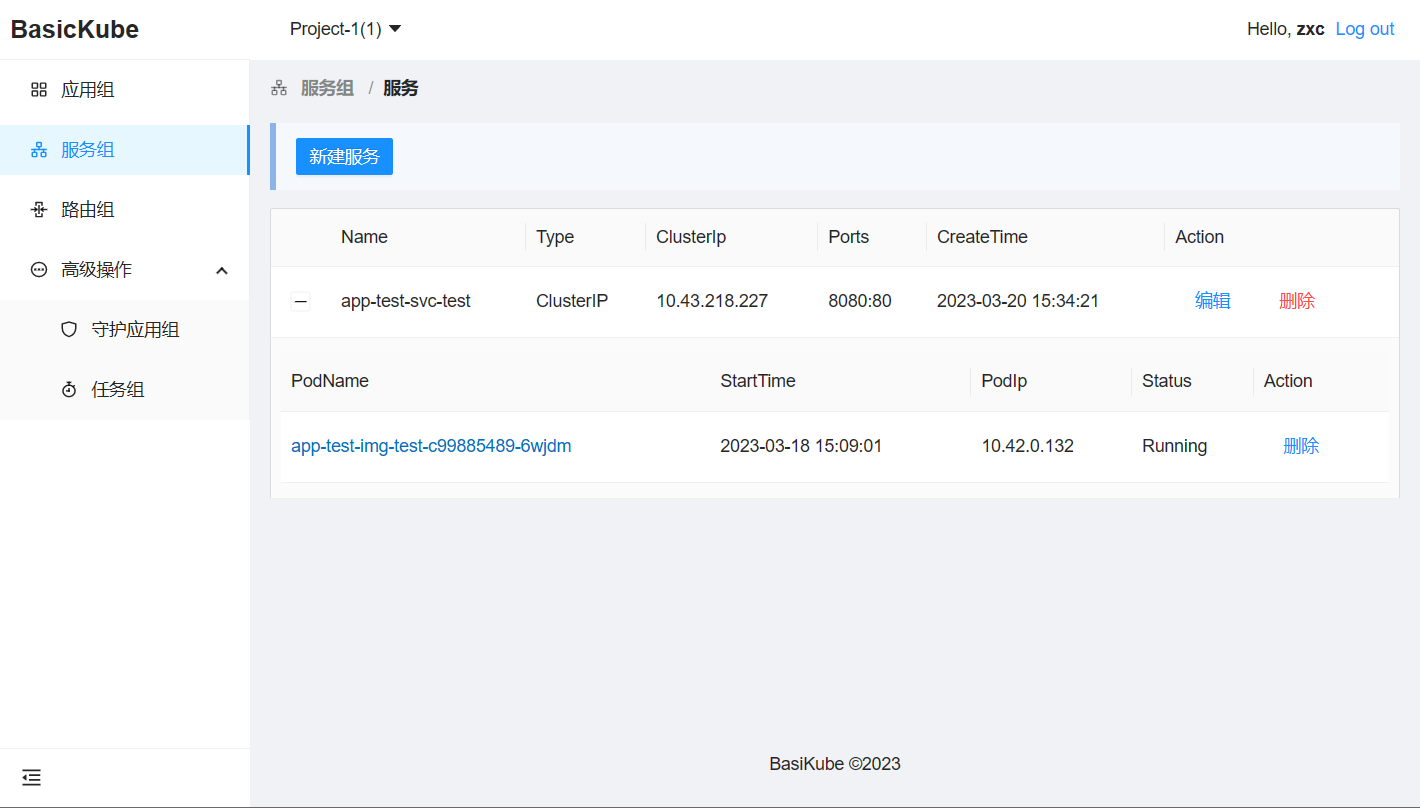 BasicKube
Project-1(1)
Hello, zxc Log out
应用组
服务组
路由组
高级操作
守护应用组
任务组
服务组 / 服务
新建服务
Name Type ClusterIp Ports CreateTime Action
app-test-svc-test ClusterIP 10.43.218.227 8080:80 2023-03-20 15:34:21 编辑 删除
PodName StartTime PodIp Status Action
app-test-img-test-c99885489-6wjdm 2023-03-18 15:09:01 10.42.0.132 Running 删除
BasiKube ©2023